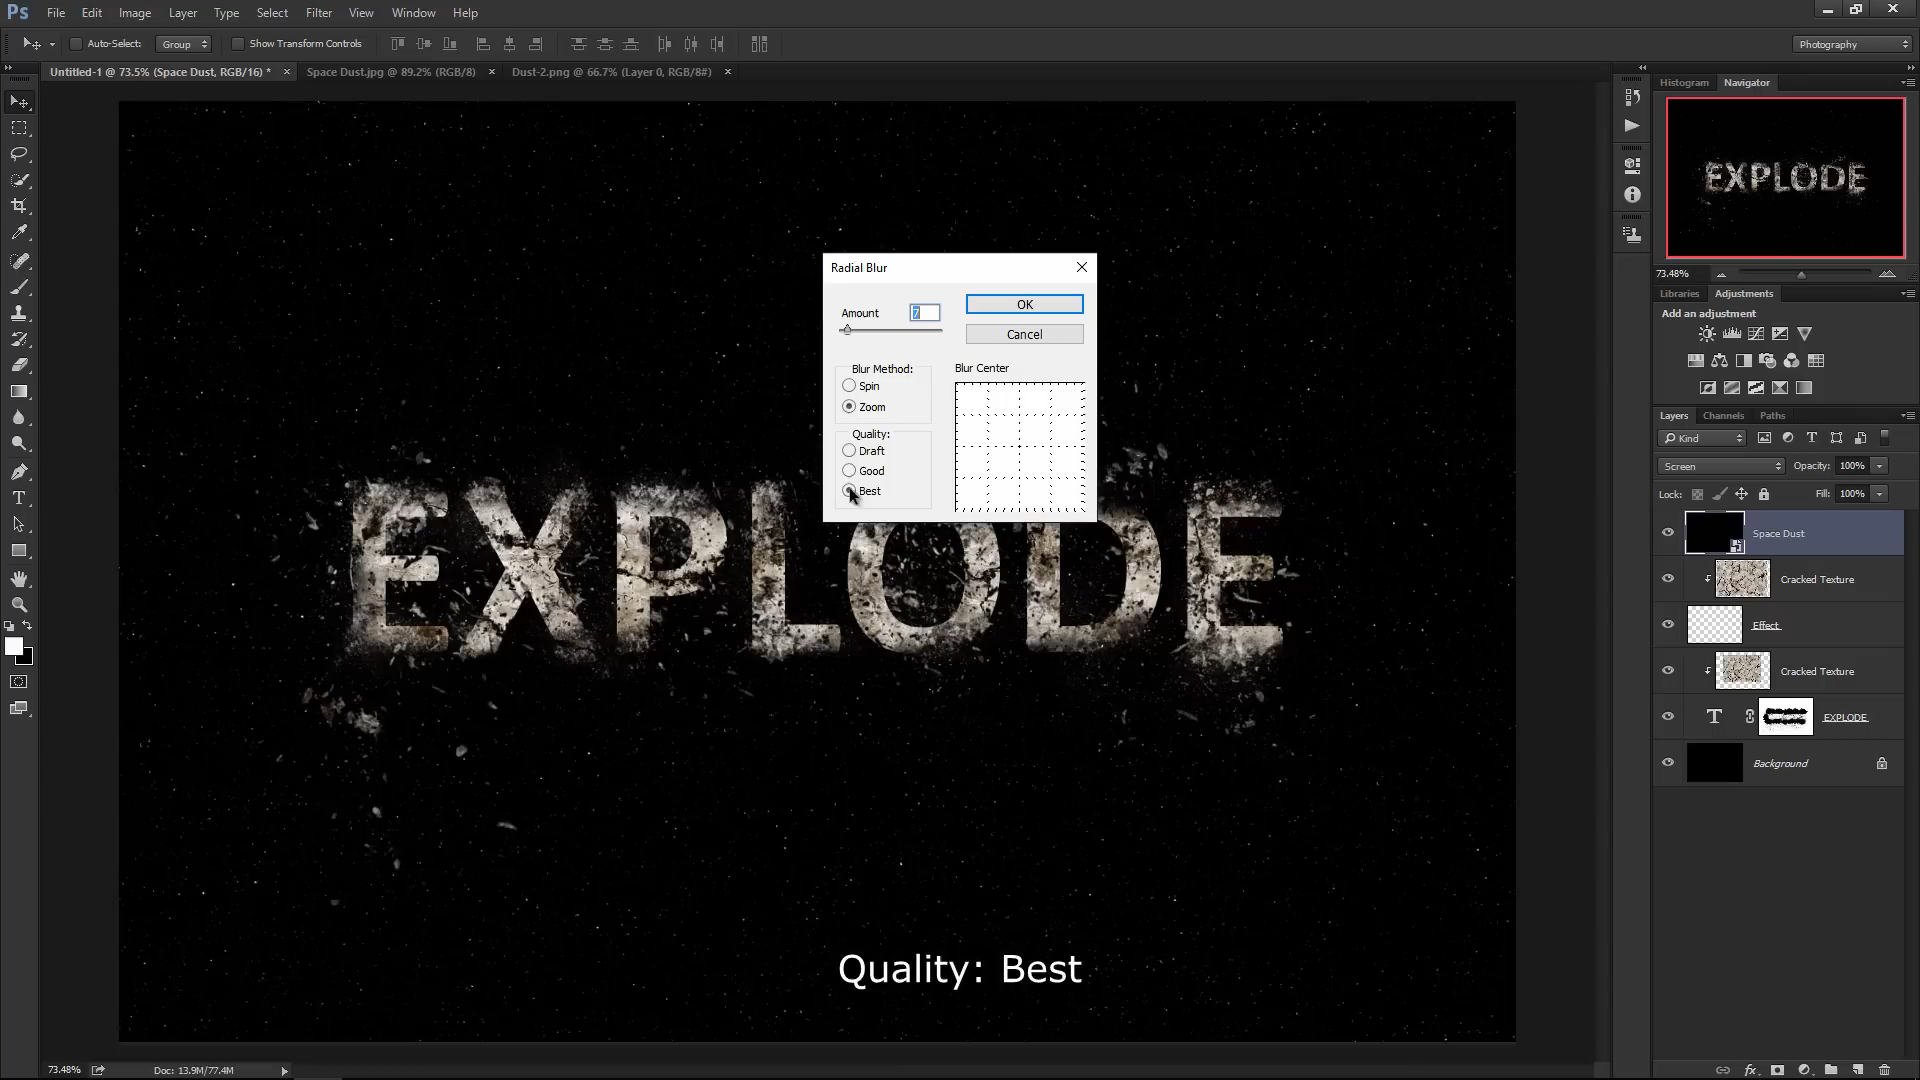 Ps File Edit Image Layer Type Select Filter View Window Help
Auto-Select: Group Show Transform Controls Photography
Untitled-1 @ 73.5% (Space Dust, RGB/16) * Space Dust.jpg @ 89.2% (RGB/8) Dust-2.png @ 66.7% (Layer 0, RGB/8#)
Histogram Navigator
EXPLODE
73.48%
Libraries Adjustments
Add an adjustment
Layers Channels Paths
Kind
Screen Opacity: 100%
Lock: Fill: 100%
Space Dust
Cracked Texture
Effect
Cracked Texture
T EXPLODE
Background
Radial Blur
Amount 7 OK
Cancel
Blur Method: Blur Center
Spin
Zoom
Quality:
Draft
Good
Best
EXPLODE
Quality: Best
73.48% Doc: 13.9M/77.4M
fx